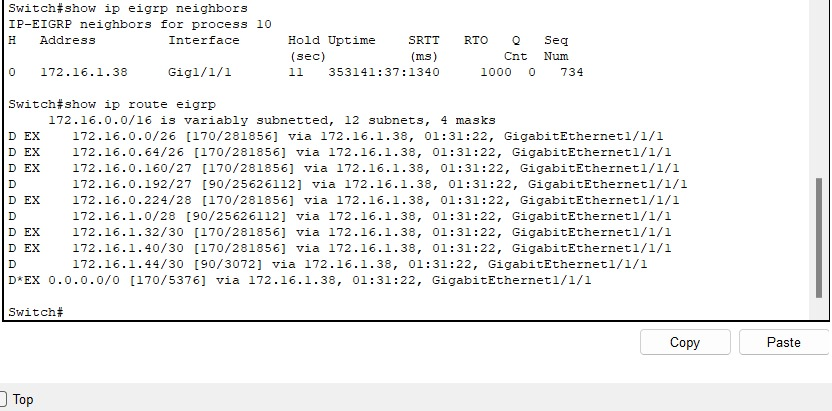 Switch#show ip eigrp neighbors
IP-EIGRP neighbors for process 10
H   Address         Interface      Hold Uptime    SRTT   RTO   Q   Seq
                                   (sec)          (ms)        Cnt  Num
0   172.16.1.38     Gig1/1/1       11   353141:37:1340     1000  0   734
Switch#show ip route eigrp
     172.16.0.0/16 is variably subnetted, 12 subnets, 4 masks
D EX    172.16.0.0/26 [170/281856] via 172.16.1.38, 01:31:22, GigabitEthernet1/1/1
D EX    172.16.0.64/26 [170/281856] via 172.16.1.38, 01:31:22, GigabitEthernet1/1/1
D EX    172.16.0.160/27 [170/281856] via 172.16.1.38, 01:31:22, GigabitEthernet1/1/1
D       172.16.0.192/27 [90/25626112] via 172.16.1.38, 01:31:22, GigabitEthernet1/1/1
D EX    172.16.0.224/28 [170/281856] via 172.16.1.38, 01:31:22, GigabitEthernet1/1/1
D       172.16.1.0/28 [90/25626112] via 172.16.1.38, 01:31:22, GigabitEthernet1/1/1
D EX    172.16.1.32/30 [170/281856] via 172.16.1.38, 01:31:22, GigabitEthernet1/1/1
D EX    172.16.1.40/30 [170/281856] via 172.16.1.38, 01:31:22, GigabitEthernet1/1/1
D       172.16.1.44/30 [90/3072] via 172.16.1.38, 01:31:22, GigabitEthernet1/1/1
D*EX 0.0.0.0/0 [170/5376] via 172.16.1.38, 01:31:22, GigabitEthernet1/1/1
Switch#
Copy Paste
Top